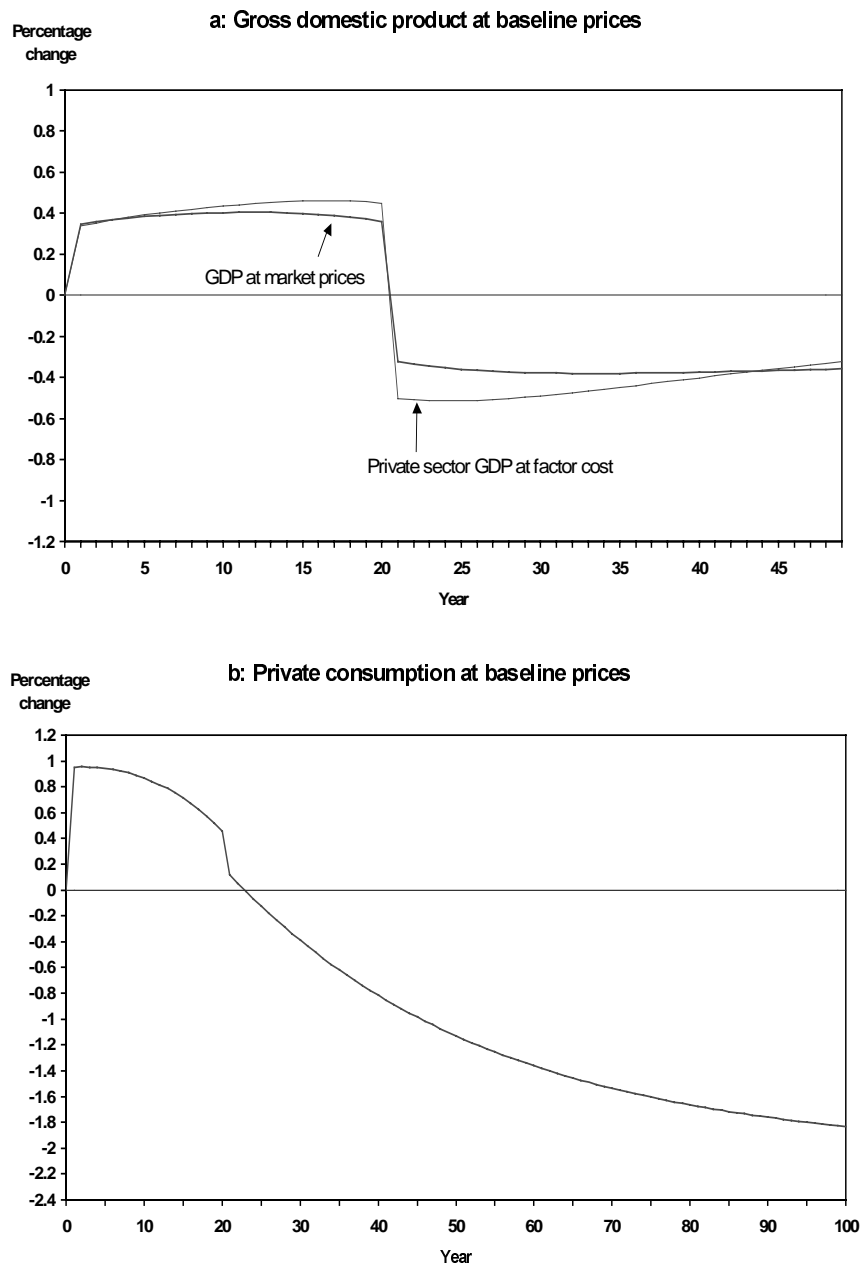 a: Gross domestic product at baseline prices
Percentage
change
1
0.8
0.6
0.4
0.2
0
-0.2
-0.4
-0.6
-0.8
-1
-1.2
GDP at market prices
Private sector GDP at factor cost
0 5 10 15 20 25 30 35 40 45
Year
b: Private consumption at baseline prices
Percentage
change
1.2
1
0.8
0.6
0.4
0.2
0
-0.2
-0.4
-0.6
-0.8
-1
-1.2
-1.4
-1.6
-1.8
-2
-2.2
-2.4
0 10 20 30 40 50 60 70 80 90 100
Year